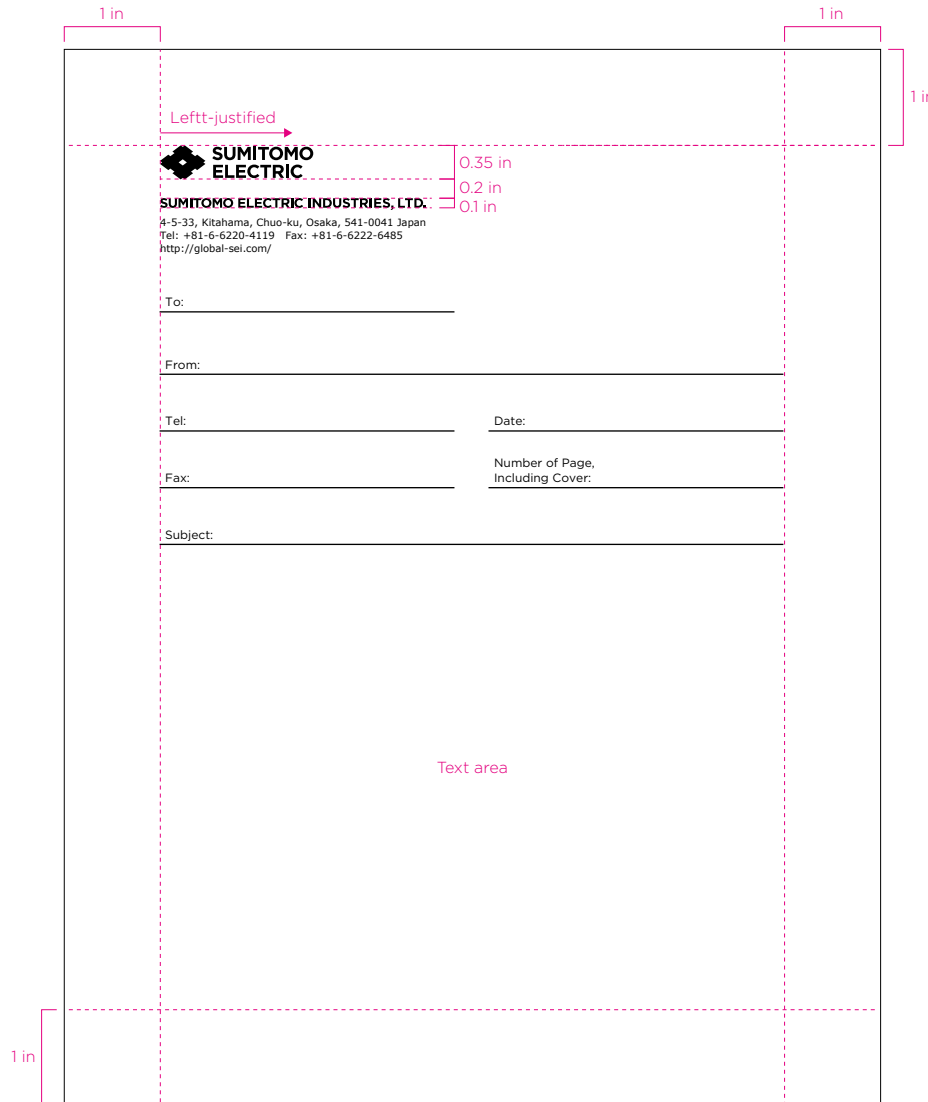 1 in
1 in
1 in
Leftt-justified
SUMITOMO
ELECTRIC
0.35 in
0.2 in
SUMITOMO ELECTRIC INDUSTRIES, LTD.
0.1 in
4-5-33, Kitahama, Chuo-ku, Osaka, 541-0041 Japan
Tel: +81-6-6220-4119 Fax: +81-6-6222-6485
http://global-sei.com/
To:
From:
Tel:
Date:
Number of Page,
Fax:
Including Cover:
Subject:
Text area
1 in